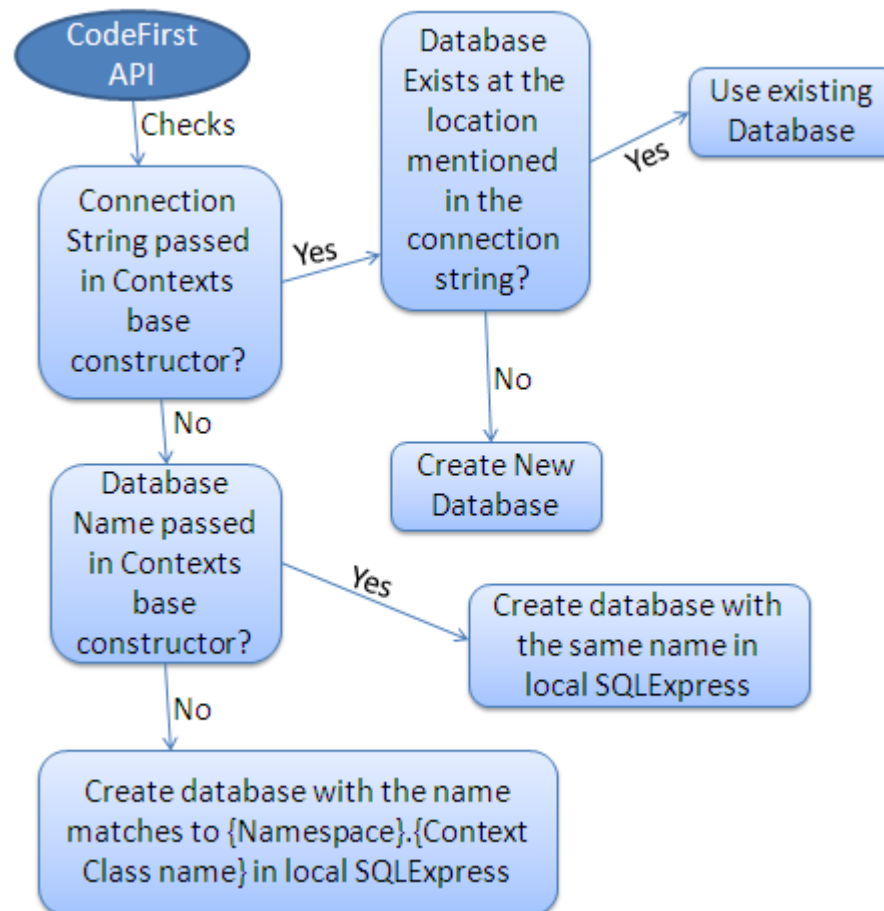 CodeFirst
API
Checks
Connection
String passed
in Contexts
base
constructor?
Yes
Database
Exists at the
location
mentioned
in the
connection
string?
Yes
Use existing
Database
No
Create New
Database
No
Database
Name passed
in Contexts
base
constructor?
Yes
Create database with
the same name in
local SQLExpress
No
Create database with the name
matches to {Namespace}.{Context
Class name} in local SQLExpress